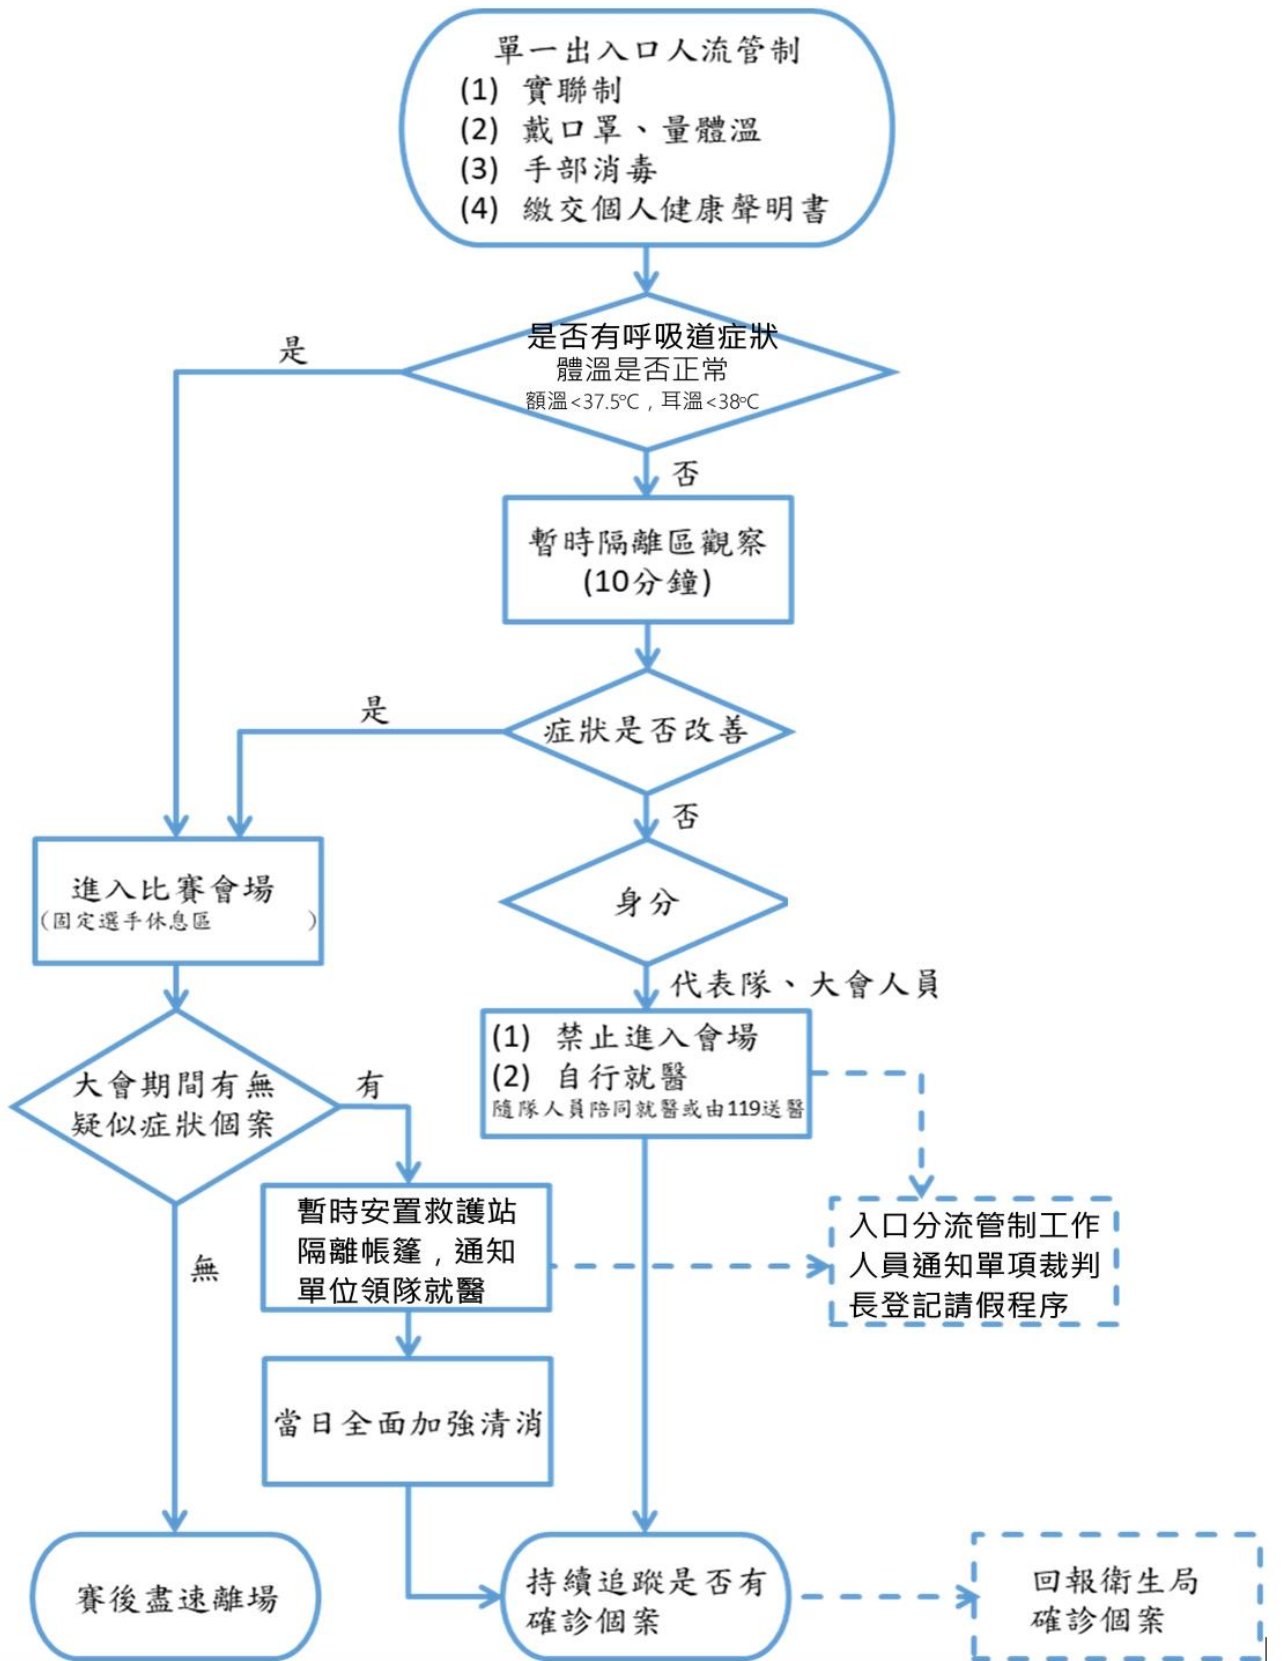 單一出入口人流管制
(1) 實聯制
(2) 戴口罩、量體溫
(3) 手部消毒
(4) 繳交個人健康聲明書
是否有呼吸道症狀
體溫是否正常
額溫<37.5°C，耳溫<38°C
是
否
暫時隔離區觀察
(10分鐘)
症狀是否改善
是
否
身分
進入比賽會場
(固定選手休息區 )
代表隊、大會人員
(1) 禁止進入會場
(2) 自行就醫
隨隊人員陪同就醫或由119送醫
大會期間有無
疑似症狀個案
有
無
暫時安置救護站
隔離帳篷，通知
單位領隊就醫
入口分流管制工作
人員通知單項裁判
長登記請假程序
當日全面加強清消
賽後盡速離場
持續追蹤是否有
確診個案
回報衛生局
確診個案